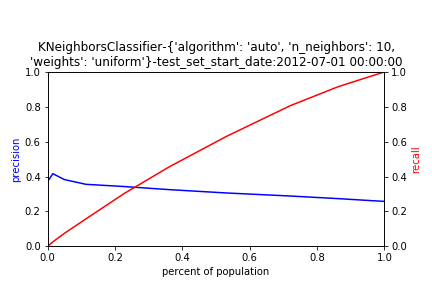 KNeighborsClassifier-{'algorithm': 'auto', 'n_neighbors': 10,
'weights': 'uniform'}-test_set_start_date:2012-07-01 00:00:00
1.0
0.8
0.6
0.4
0.2
0.0
precision
1.0
0.8
0.6
0.4
0.2
0.0
recall
0.0 0.2 0.4 0.6 0.8 1.0
percent of population